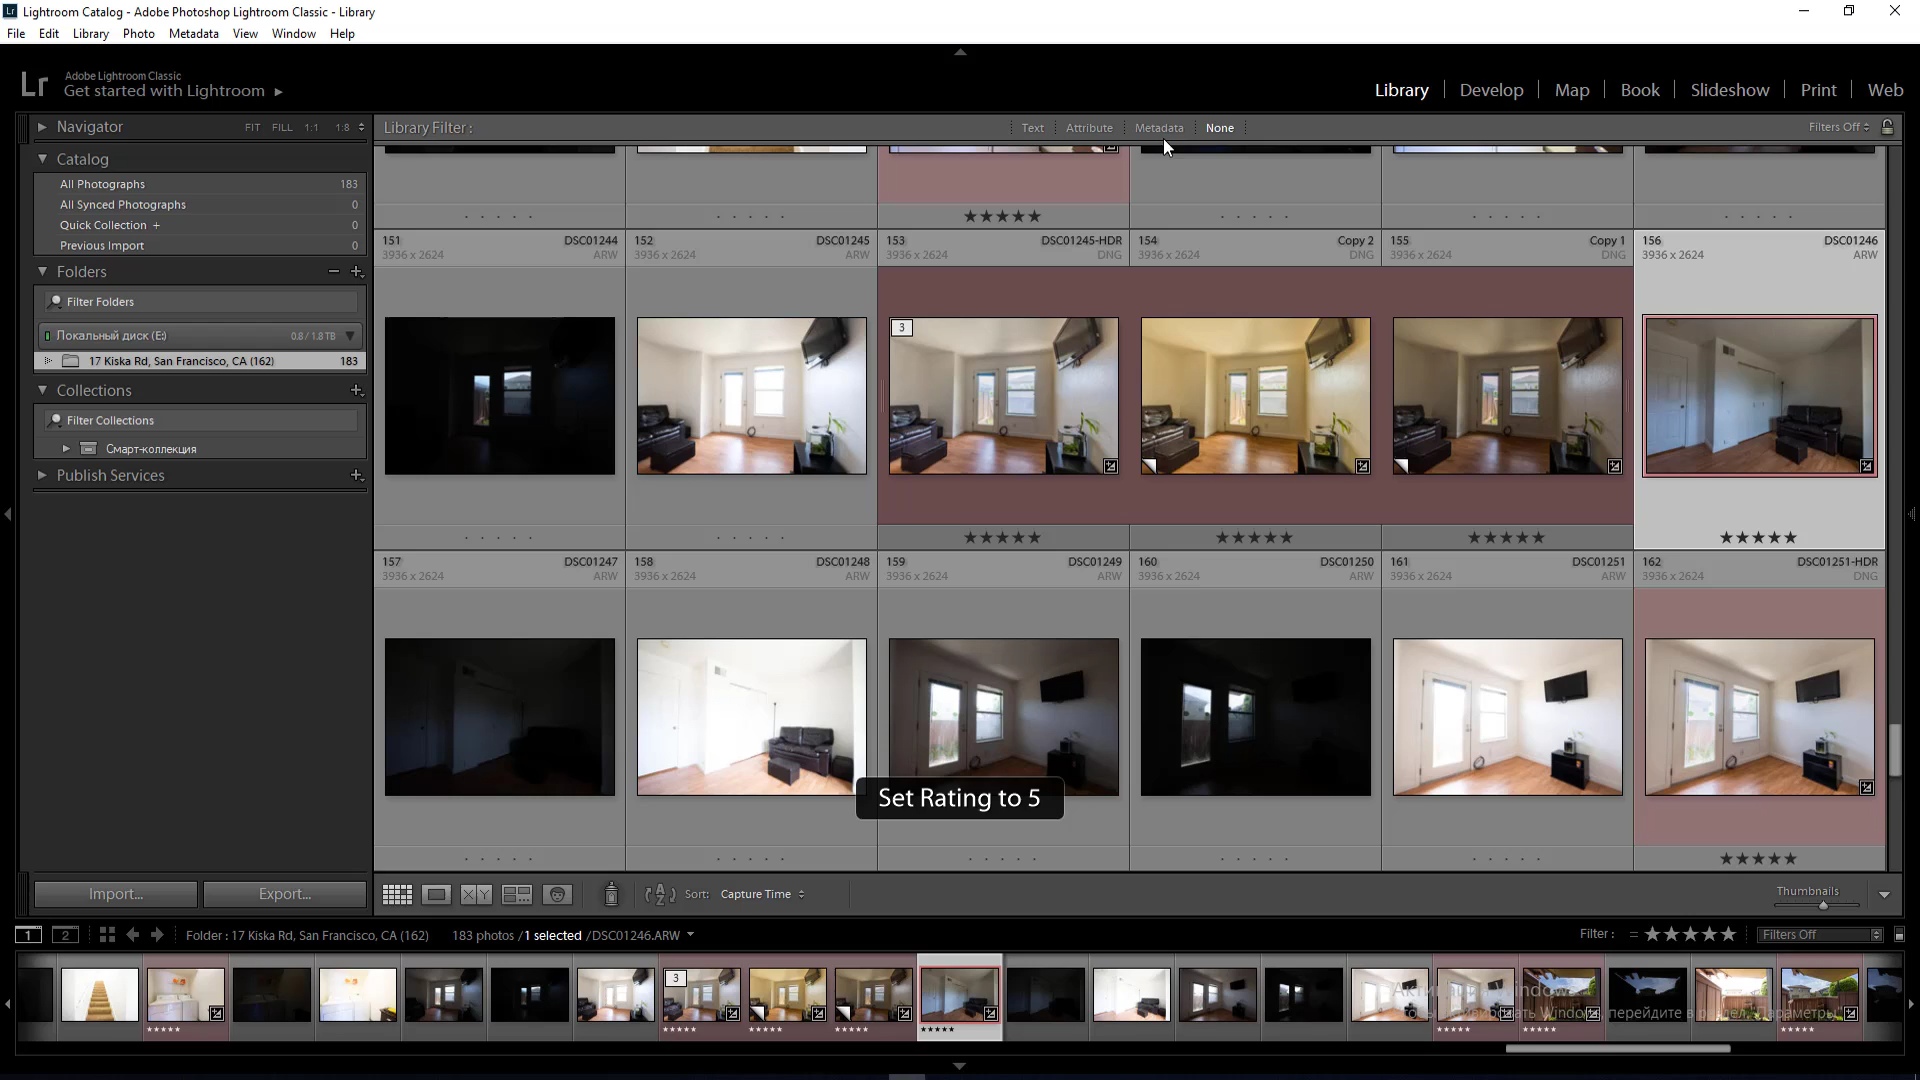 Lightroom Catalog - Adobe Photoshop Lightroom Classic - Library
File Edit Library Photo Metadata View Window Help
Lr Adobe Lightroom Classic
Get started with Lightroom
Library Develop Map Book Slideshow Print Web
Navigator FIT FILL 1:1 1:8
Library Filter : Text Attribute Metadata None Filters Off
Catalog
All Photographs 183
All Synced Photographs 0
Quick Collection + 0
Previous Import 0
Folders
Filter Folders
Локальный диск (E:) 0.8 / 1.8 TB
17 Kiska Rd, San Francisco, CA (162) 183
Collections
Filter Collections
Смарт-коллекция
Publish Services
151 DSC01244
3936 x 2624 ARW
152 DSC01245
3936 x 2624 ARW
153 DSC01245-HDR
3936 x 2624 DNG
3
154 Copy 2
3936 x 2624 DNG
155 Copy 1
3936 x 2624 DNG
156 DSC01246
3936 x 2624 ARW
157 DSC01247
3936 x 2624 ARW
158 DSC01248
3936 x 2624 ARW
159 DSC01249
3936 x 2624 ARW
160 DSC01250
3936 x 2624 ARW
161 DSC01251
3936 x 2624 ARW
162 DSC01251-HDR
3936 x 2624 DNG
Set Rating to 5
Import... Export...
Sort: Capture Time
Thumbnails
1 2 Folder : 17 Kiska Rd, San Francisco, CA (162) 183 photos / 1 selected / DSC01246.ARW Filter : Filters Off
3